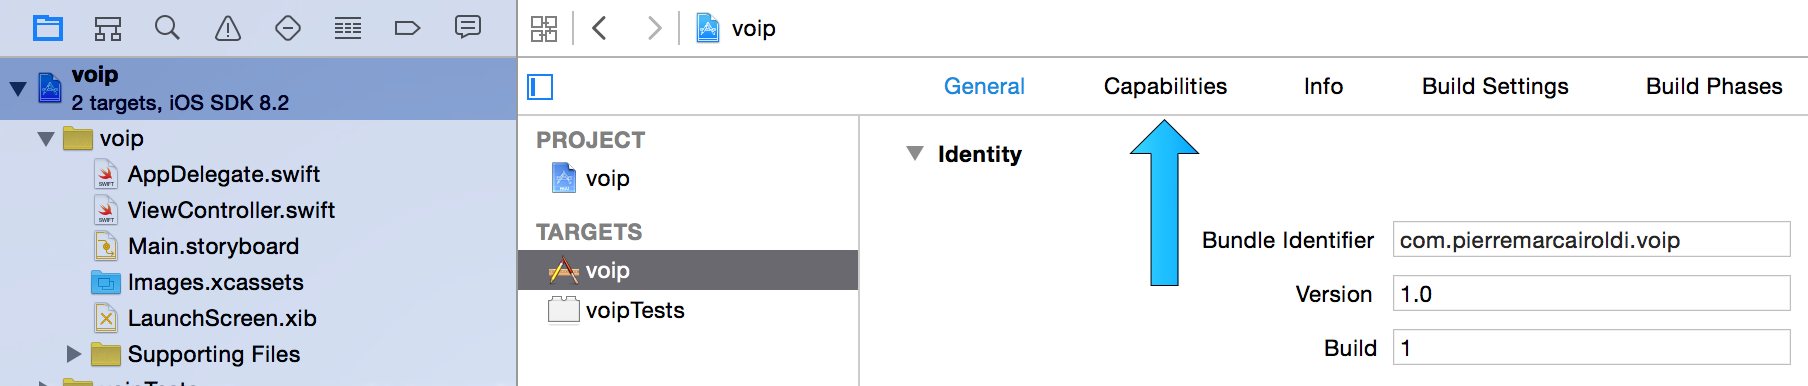 voip
2 targets, iOS SDK 8.2
voip
AppDelegate.swift
ViewController.swift
Main.storyboard
Images.xcassets
LaunchScreen.xib
Supporting Files
voip
General Capabilities Info Build Settings Build Phases
PROJECT
voip
TARGETS
voip
voipTests
Identity
Bundle Identifier com.pierremarcairoldi.voip
Version 1.0
Build 1